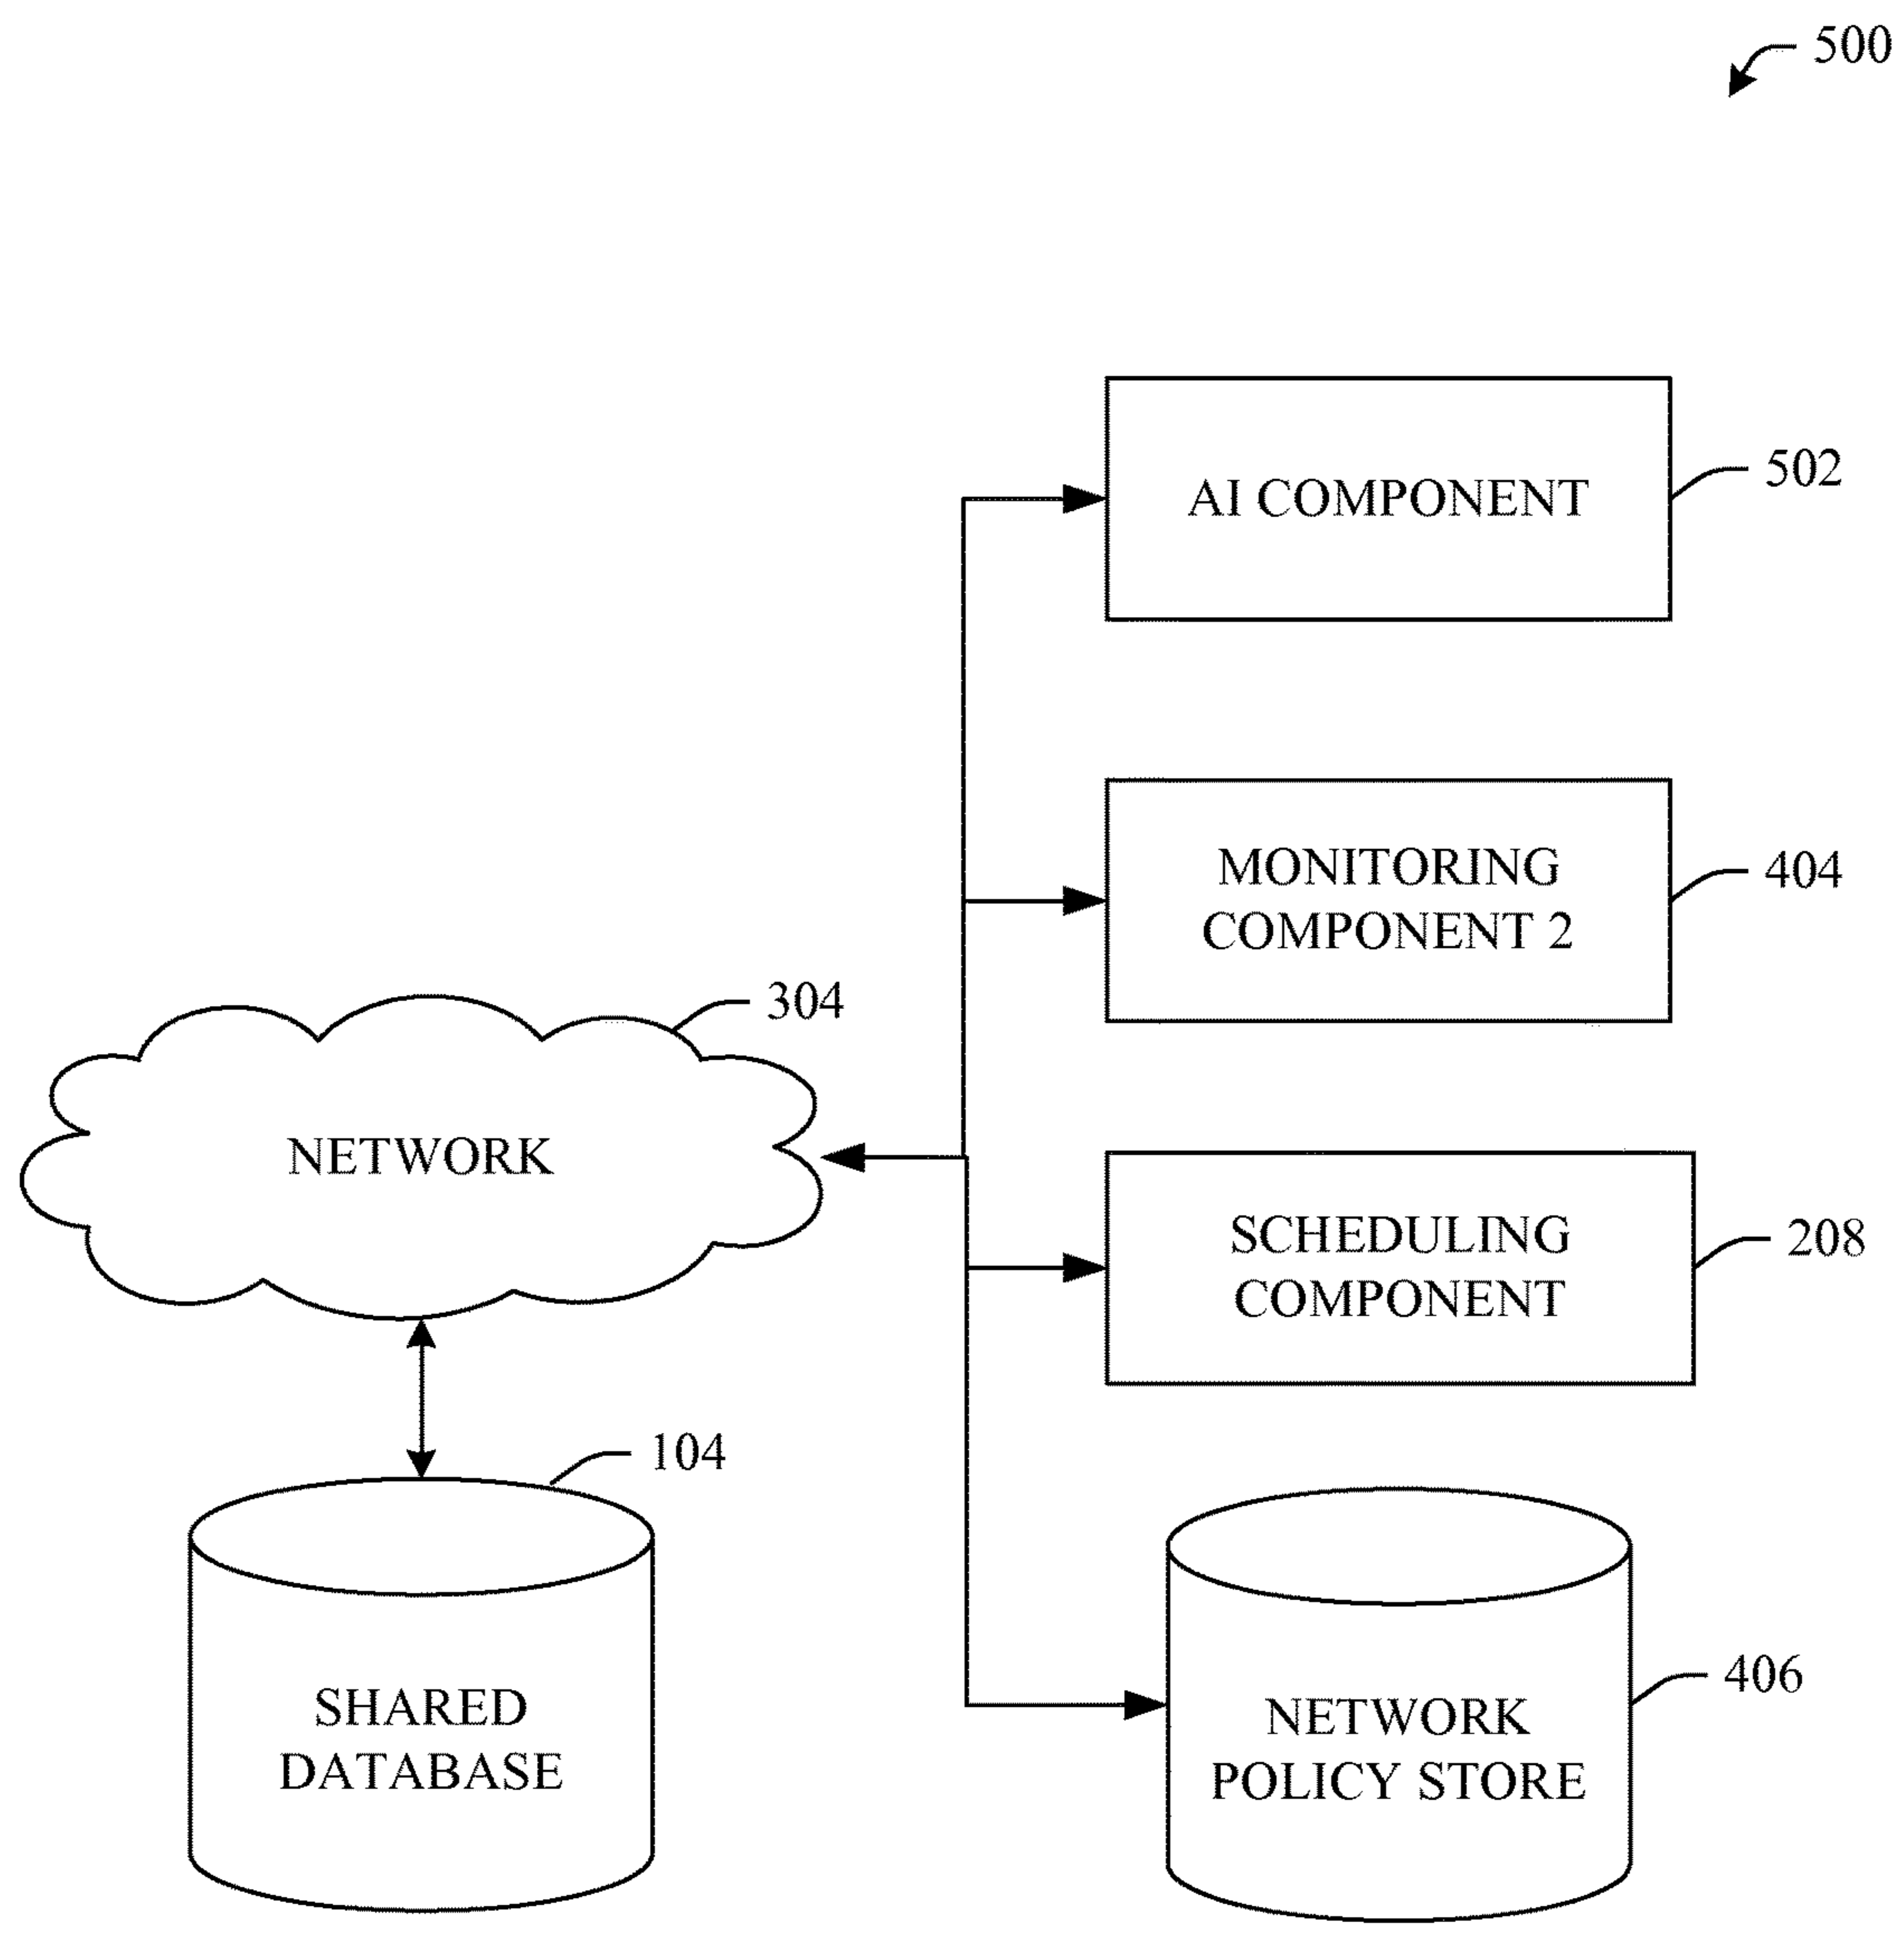 500
AI COMPONENT
502
MONITORING
COMPONENT 2
404
304
NETWORK
SCHEDULING
COMPONENT
208
104
SHARED
DATABASE
NETWORK
POLICY STORE
406